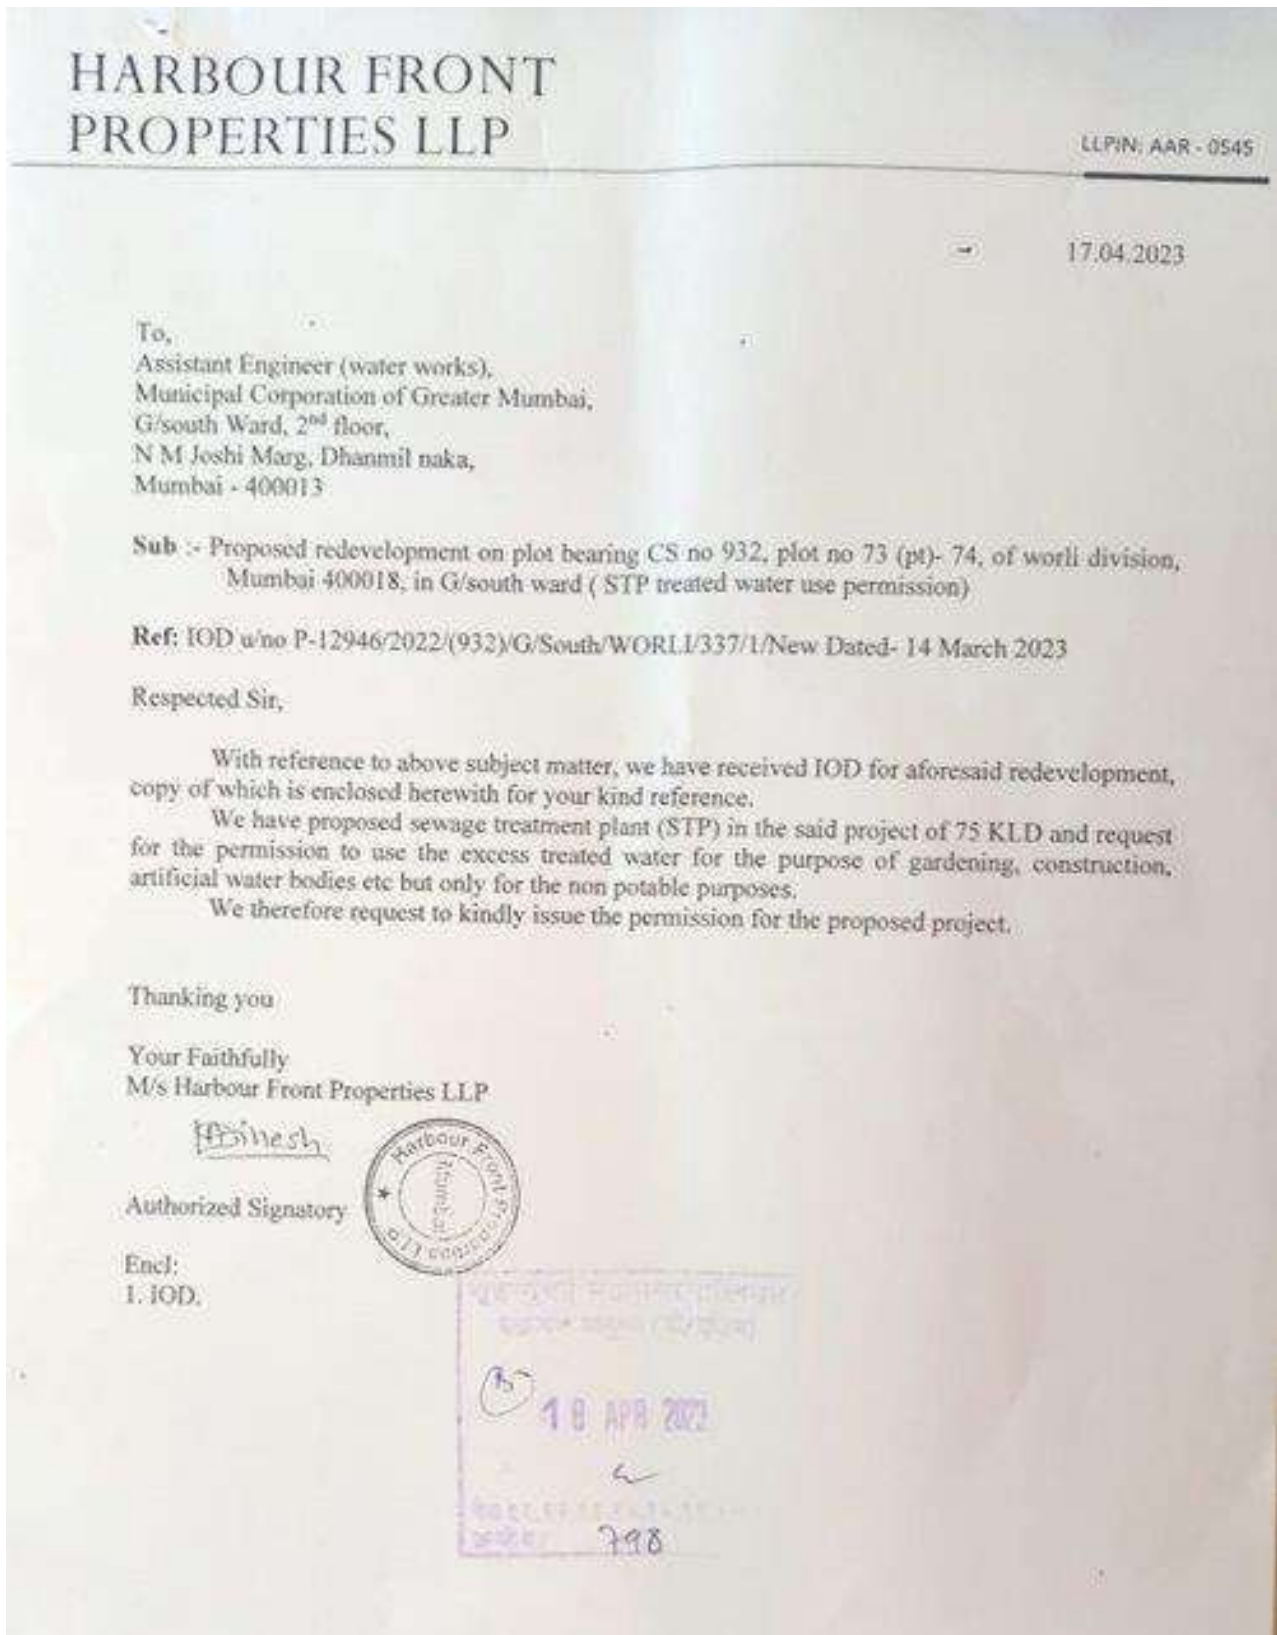 HARBOUR FRONT
PROPERTIES LLP
LLPIN: AAR - 0545
17.04.2023
To,
Assistant Engineer (water works),
Municipal Corporation of Greater Mumbai,
G/south Ward, 2nd floor,
N M Joshi Marg, Dhanmil naka,
Mumbai - 400013
Sub :- Proposed redevelopment on plot bearing CS no 932, plot no 73 (pt)- 74, of worli division,
Mumbai 400018, in G/south ward ( STP treated water use permission)
Ref: IOD u/no P-12946/2022/(932)/G/South/WORLI/337/1/New Dated- 14 March 2023
Respected Sir,
With reference to above subject matter, we have received IOD for aforesaid redevelopment,
copy of which is enclosed herewith for your kind reference.
We have proposed sewage treatment plant (STP) in the said project of 75 KLD and request
for the permission to use the excess treated water for the purpose of gardening, construction,
artificial water bodies etc but only for the non potable purposes.
We therefore request to kindly issue the permission for the proposed project.
Thanking you
Your Faithfully
M/s Harbour Front Properties LLP
Harbour Front Properties LLP
Mumbai
Authorized Signatory
Encl:
1. IOD.
18 APR 2023
798